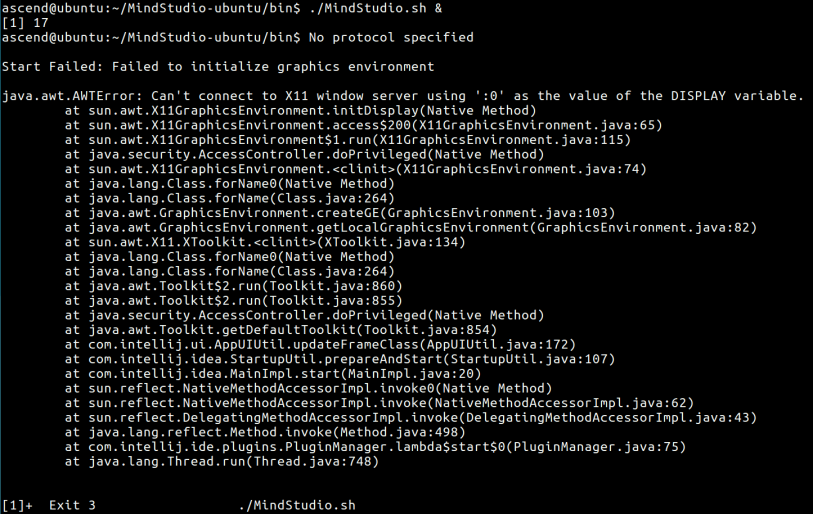 ascend@ubuntu:~/MindStudio-ubuntu/bin$ ./MindStudio.sh &
[1] 17
ascend@ubuntu:~/MindStudio-ubuntu/bin$ No protocol specified
Start Failed: Failed to initialize graphics environment
java.awt.AWTError: Can't connect to X11 window server using ':0' as the value of the DISPLAY variable.
at sun.awt.X11GraphicsEnvironment.initDisplay(Native Method)
at sun.awt.X11GraphicsEnvironment.access$200(X11GraphicsEnvironment.java:65)
at sun.awt.X11GraphicsEnvironment$1.run(X11GraphicsEnvironment.java:115)
at java.security.AccessController.doPrivileged(Native Method)
at sun.awt.X11GraphicsEnvironment.<clinit>(X11GraphicsEnvironment.java:74)
at java.lang.Class.forName0(Native Method)
at java.lang.Class.forName(Class.java:264)
at java.awt.GraphicsEnvironment.createGE(GraphicsEnvironment.java:103)
at java.awt.GraphicsEnvironment.getLocalGraphicsEnvironment(GraphicsEnvironment.java:82)
at sun.awt.X11.XToolkit.<clinit>(XToolkit.java:134)
at java.lang.Class.forName0(Native Method)
at java.lang.Class.forName(Class.java:264)
at java.awt.Toolkit$2.run(Toolkit.java:860)
at java.awt.Toolkit$2.run(Toolkit.java:855)
at java.security.AccessController.doPrivileged(Native Method)
at java.awt.Toolkit.getDefaultToolkit(Toolkit.java:854)
at com.intellij.ui.AppUIUtil.updateFrameClass(AppUIUtil.java:172)
at com.intellij.idea.StartupUtil.prepareAndStart(StartupUtil.java:107)
at com.intellij.idea.MainImpl.start(MainImpl.java:20)
at sun.reflect.NativeMethodAccessorImpl.invoke0(Native Method)
at sun.reflect.NativeMethodAccessorImpl.invoke(NativeMethodAccessorImpl.java:62)
at sun.reflect.DelegatingMethodAccessorImpl.invoke(DelegatingMethodAccessorImpl.java:43)
at java.lang.reflect.Method.invoke(Method.java:498)
at com.intellij.ide.plugins.PluginManager.lambda$start$0(PluginManager.java:75)
at java.lang.Thread.run(Thread.java:748)
[1]+  Exit 3                  ./MindStudio.sh